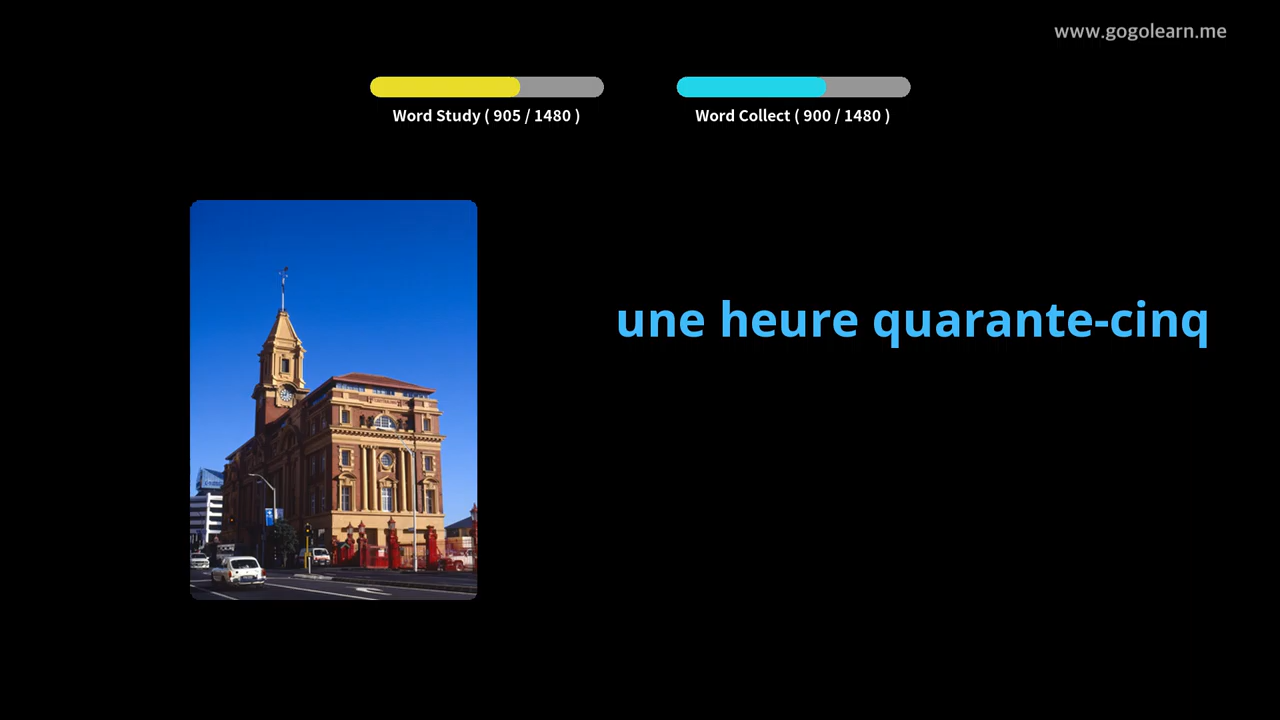 www.gogolearn.me
Word Study ( 905 / 1480 )
Word Collect ( 900 / 1480 )
une heure quarante-cinq